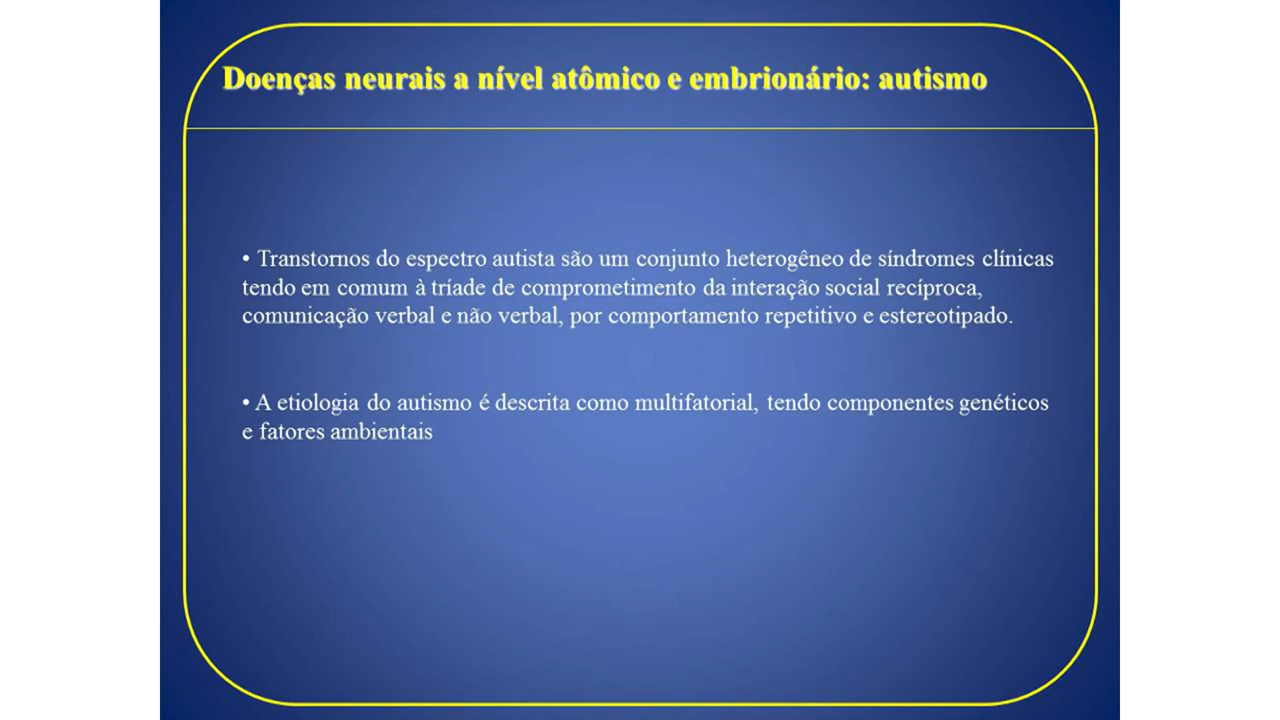 Doenças neurais a nível atômico e embrionário: autismo
• Transtornos do espectro autista são um conjunto heterogêneo de síndromes clínicas
tendo em comum à tríade de comprometimento da interação social recíproca,
comunicação verbal e não verbal, por comportamento repetitivo e estereotipado.
• A etiologia do autismo é descrita como multifatorial, tendo componentes genéticos
e fatores ambientais